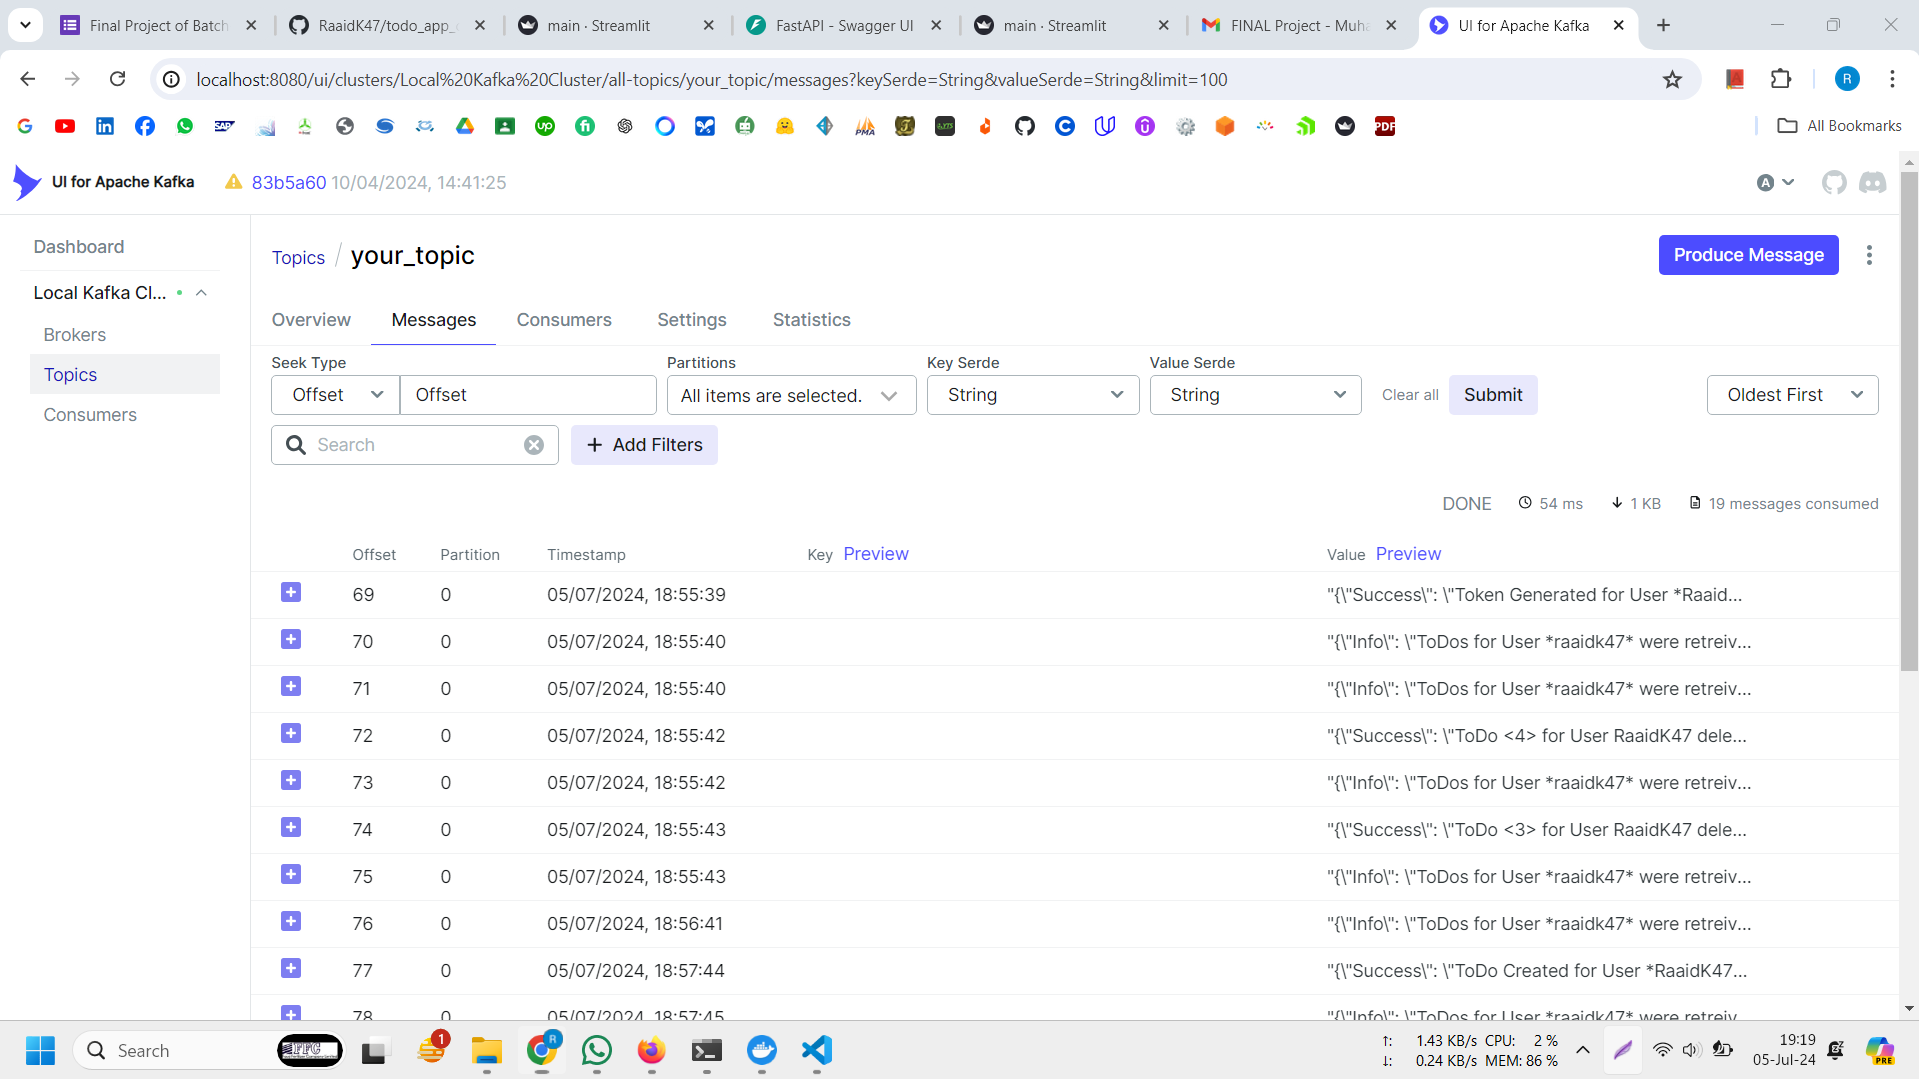 Final Project of Batch
RaaidK47/todo_app_
main · Streamlit
FastAPI - Swagger UI
main · Streamlit
FINAL Project - Muha
UI for Apache Kafka
localhost:8080/ui/clusters/Local%20Kafka%20Cluster/all-topics/your_topic/messages?keySerde=String&valueSerde=String&limit=100
R
All Bookmarks
UI for Apache Kafka
83b5a60 10/04/2024, 14:41:25
A
Dashboard
Local Kafka Cl...
Brokers
Topics
Consumers
Topics / your_topic
Produce Message
Overview Messages Consumers Settings Statistics
Seek Type Partitions Key Serde Value Serde
Offset Offset All items are selected. String String Clear all Submit Oldest First
Search + Add Filters
DONE 54 ms 1 KB 19 messages consumed
Offset Partition Timestamp Key Preview Value Preview
69 0 05/07/2024, 18:55:39 "{\"Success\": \"Token Generated for User *Raaid...
70 0 05/07/2024, 18:55:40 "{\"Info\": \"ToDos for User *raaidk47* were retreiv...
71 0 05/07/2024, 18:55:40 "{\"Info\": \"ToDos for User *raaidk47* were retreiv...
72 0 05/07/2024, 18:55:42 "{\"Success\": \"ToDo <4> for User RaaidK47 dele...
73 0 05/07/2024, 18:55:42 "{\"Info\": \"ToDos for User *raaidk47* were retreiv...
74 0 05/07/2024, 18:55:43 "{\"Success\": \"ToDo <3> for User RaaidK47 dele...
75 0 05/07/2024, 18:55:43 "{\"Info\": \"ToDos for User *raaidk47* were retreiv...
76 0 05/07/2024, 18:56:41 "{\"Info\": \"ToDos for User *raaidk47* were retreiv...
77 0 05/07/2024, 18:57:44 "{\"Success\": \"ToDo Created for User *RaaidK47...
78 0 05/07/2024, 18:57:45 "{\"Info\": \"ToDos for User *raaidk47* were retreiv...
Search
FFC
1
R
↑: 1.43 KB/s CPU: 2 %
↓: 0.24 KB/s MEM: 86 %
19:19
05-Jul-24
PRE